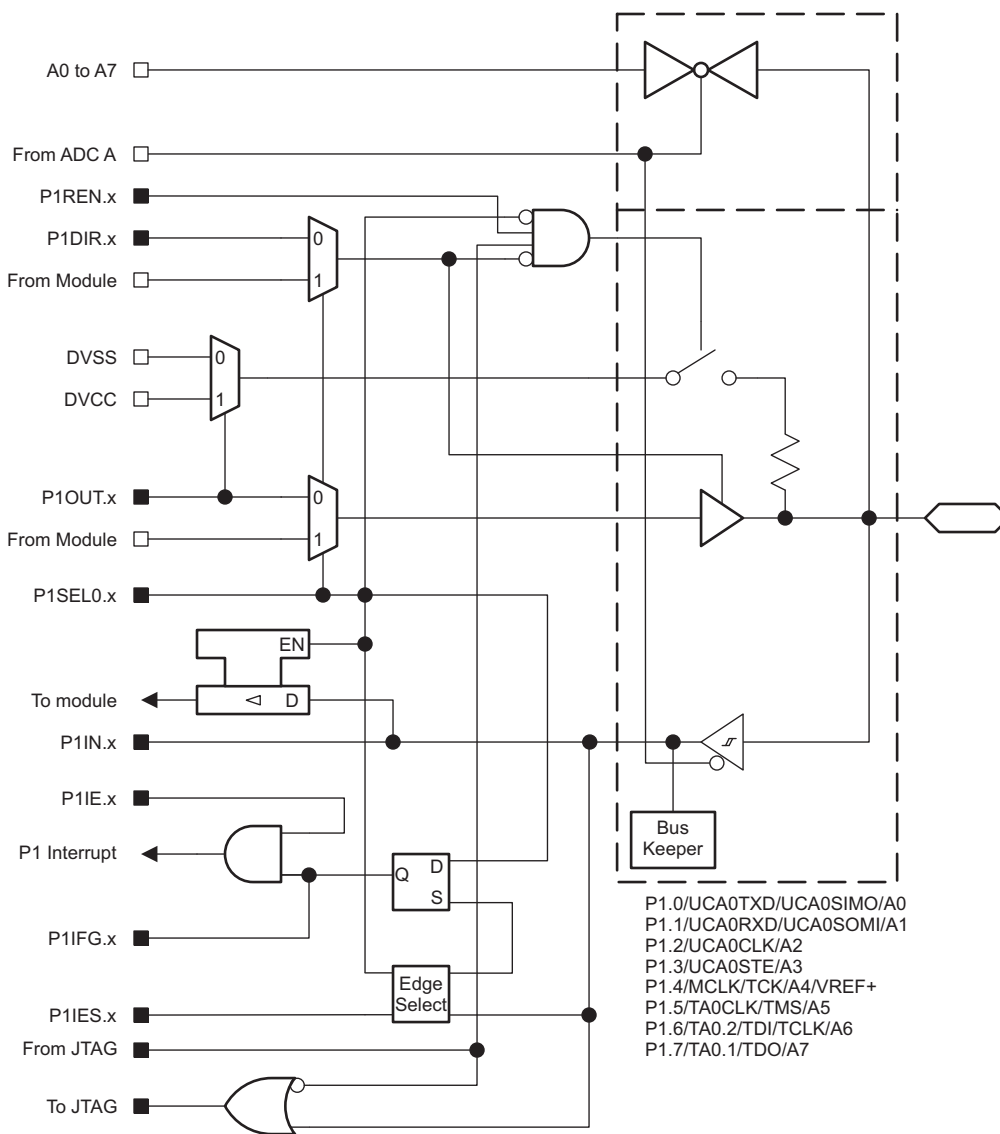 A0 to A7
From ADC A
P1REN.x
P1DIR.x
0
From Module
1
DVSS
0
DVCC
1
P1OUT.x
0
From Module
1
P1SEL0.x
EN
To module
D
P1IN.x
P1IE.x
Bus
Keeper
P1 Interrupt
Q
D
S
P1IFG.x
Edge
Select
P1IES.x
From JTAG
To JTAG
P1.0/UCA0TXD/UCA0SIMO/A0
P1.1/UCA0RXD/UCA0SOMI/A1
P1.2/UCA0CLK/A2
P1.3/UCA0STE/A3
P1.4/MCLK/TCK/A4/VREF+
P1.5/TA0CLK/TMS/A5
P1.6/TA0.2/TDI/TCLK/A6
P1.7/TA0.1/TDO/A7